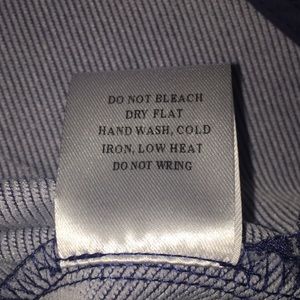 DO NOT BLEACH
DRY FLAT
HAND WASH, COLD
IRON, LOW HEAT
DO NOT WRING